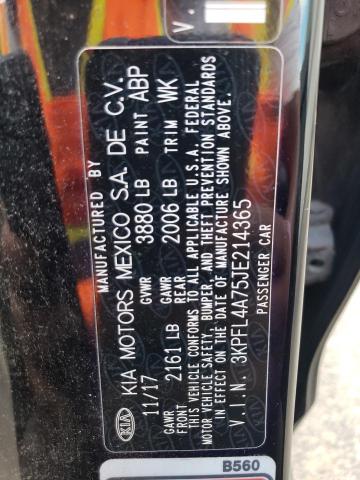 MANUFACTURED BY
KIA KIA MOTORS MEXICO S.A. DE C.V.
11/17 GVWR 3880 LB PAINT ABP
GAWR FRONT 2161 LB GAWR REAR 2006 LB TRIM WK
THIS VEHICLE CONFORMS TO ALL APPLICABLE U.S.A. FEDERAL
MOTOR VEHICLE SAFETY, BUMPER, AND THEFT PREVENTION STANDARDS
IN EFFECT ON THE DATE OF MANUFACTURE SHOWN ABOVE.
V.I.N. 3KPFL4A75JE214365
PASSENGER CAR
V.
B560